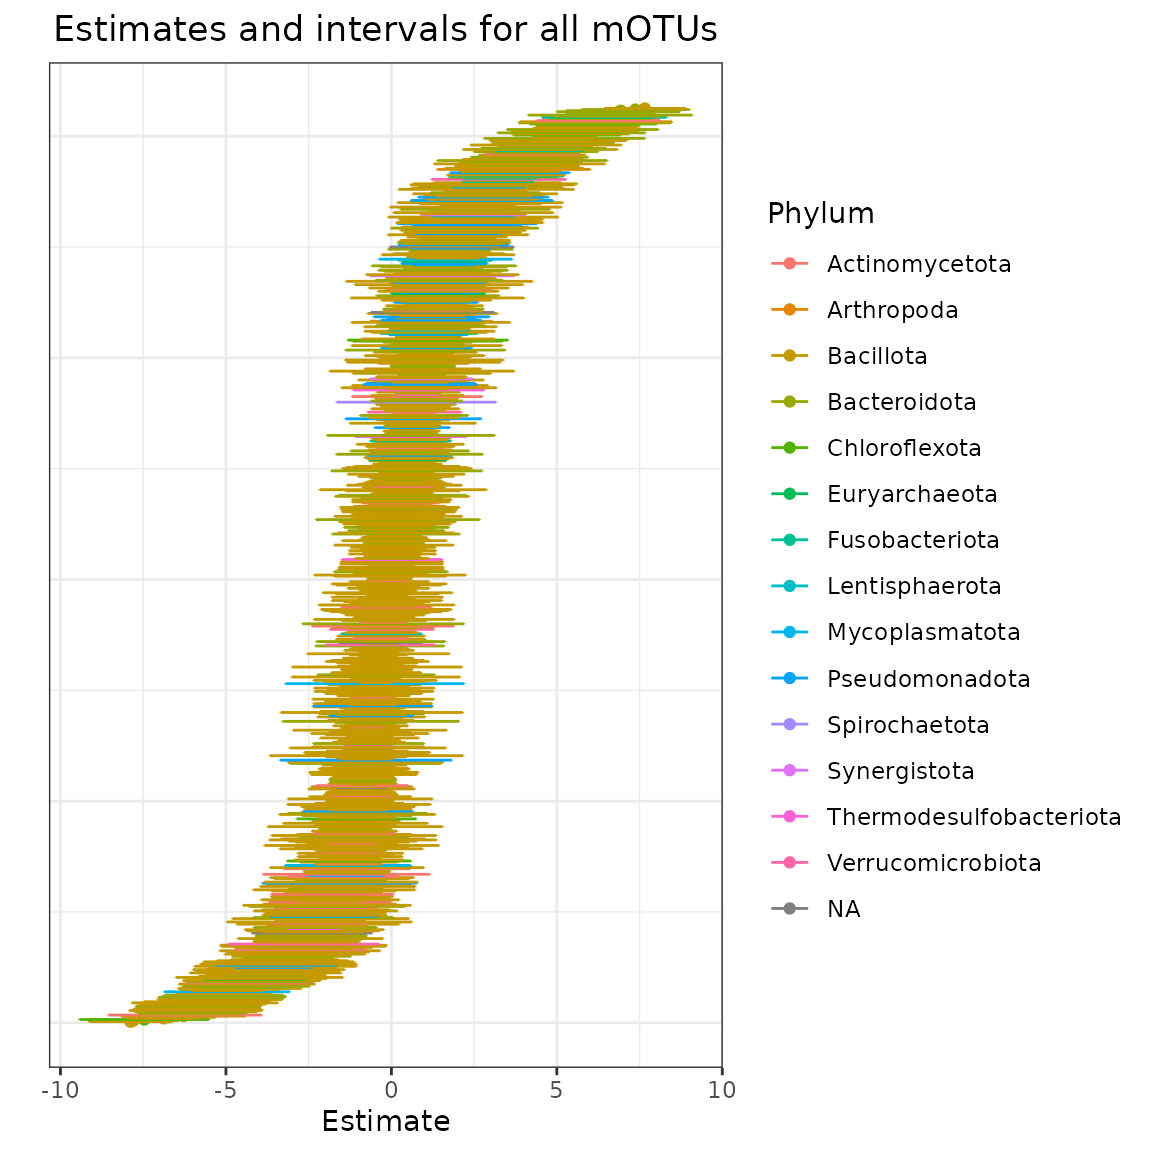 Estimates and intervals for all mOTUs
Phylum
Actinomycetota
Arthropoda
Bacillota
Bacteroidota
Chloroflexota
Euryarchaeota
Fusobacteriota
Lentisphaerota
Mycoplasmatota
Pseudomonadota
Spirochaetota
Synergistota
Thermodesulfobacteriota
Verrucomicrobiota
NA
-10 -5 0 5 10
Estimate